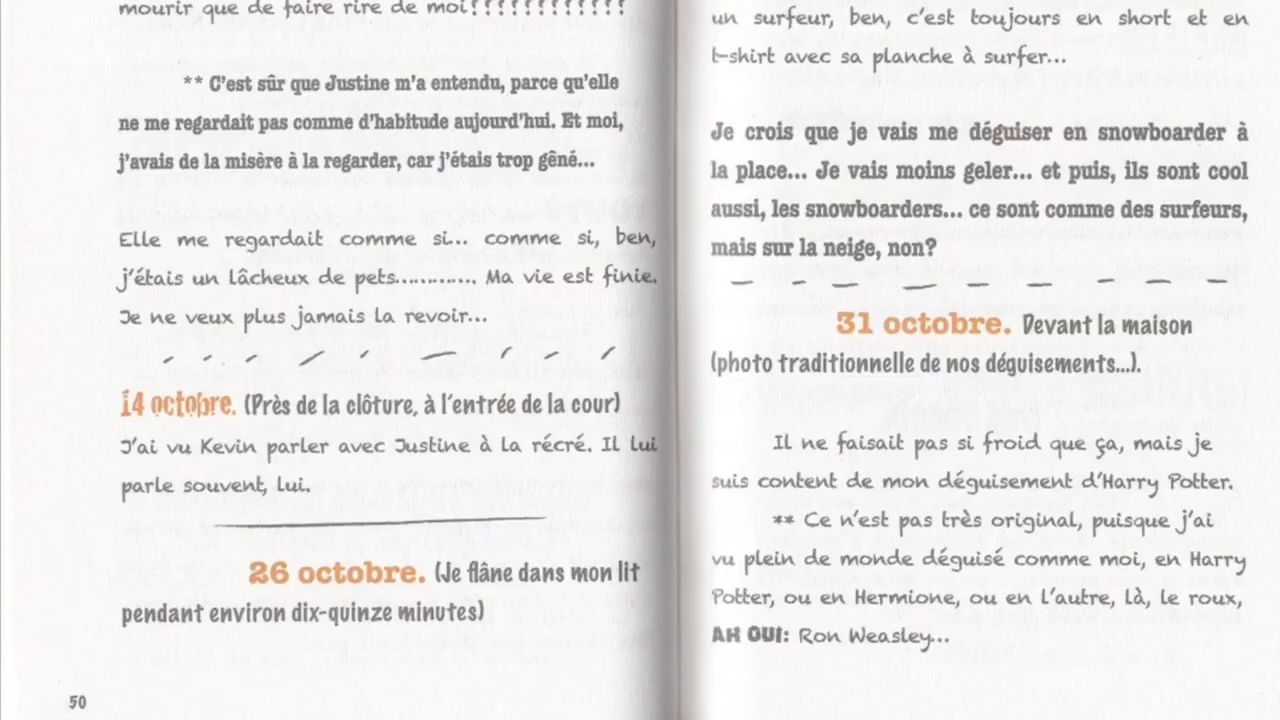 mourir que de faire rire de moi!!!!!!!!!!!!
** C'est sûr que Justine m'a entendu, parce qu'elle
ne me regardait pas comme d'habitude aujourd'hui. Et moi,
j'avais de la misère à la regarder, car j'étais trop gêné...
Elle me regardait comme si... comme si, ben,
j'étais un lâcheux de pets............ Ma vie est finie.
Je ne veux plus jamais la revoir...
14 octobre. (Près de la clôture, à l'entrée de la cour)
J'ai vu Kevin parler avec Justine à la récré. Il lui
parle souvent, lui.
26 octobre. (Je flâne dans mon lit
pendant environ dix-quinze minutes)
50
un surfeur, ben, c'est toujours en short et en
t-shirt avec sa planche à surfer...
Je crois que je vais me déguiser en snowboarder à
la place... Je vais moins geler... et puis, ils sont cool
aussi, les snowboarders... ce sont comme des surfeurs,
mais sur la neige, non?
31 octobre. Devant la maison
(photo traditionnelle de nos déguisements...).
Il ne faisait pas si froid que ça, mais je
suis content de mon déguisement d'Harry Potter.
** Ce n'est pas très original, puisque j'ai
vu plein de monde déguisé comme moi, en Harry
Potter, ou en Hermione, ou en l'autre, là, le roux,
AH OUI: Ron Weasley...